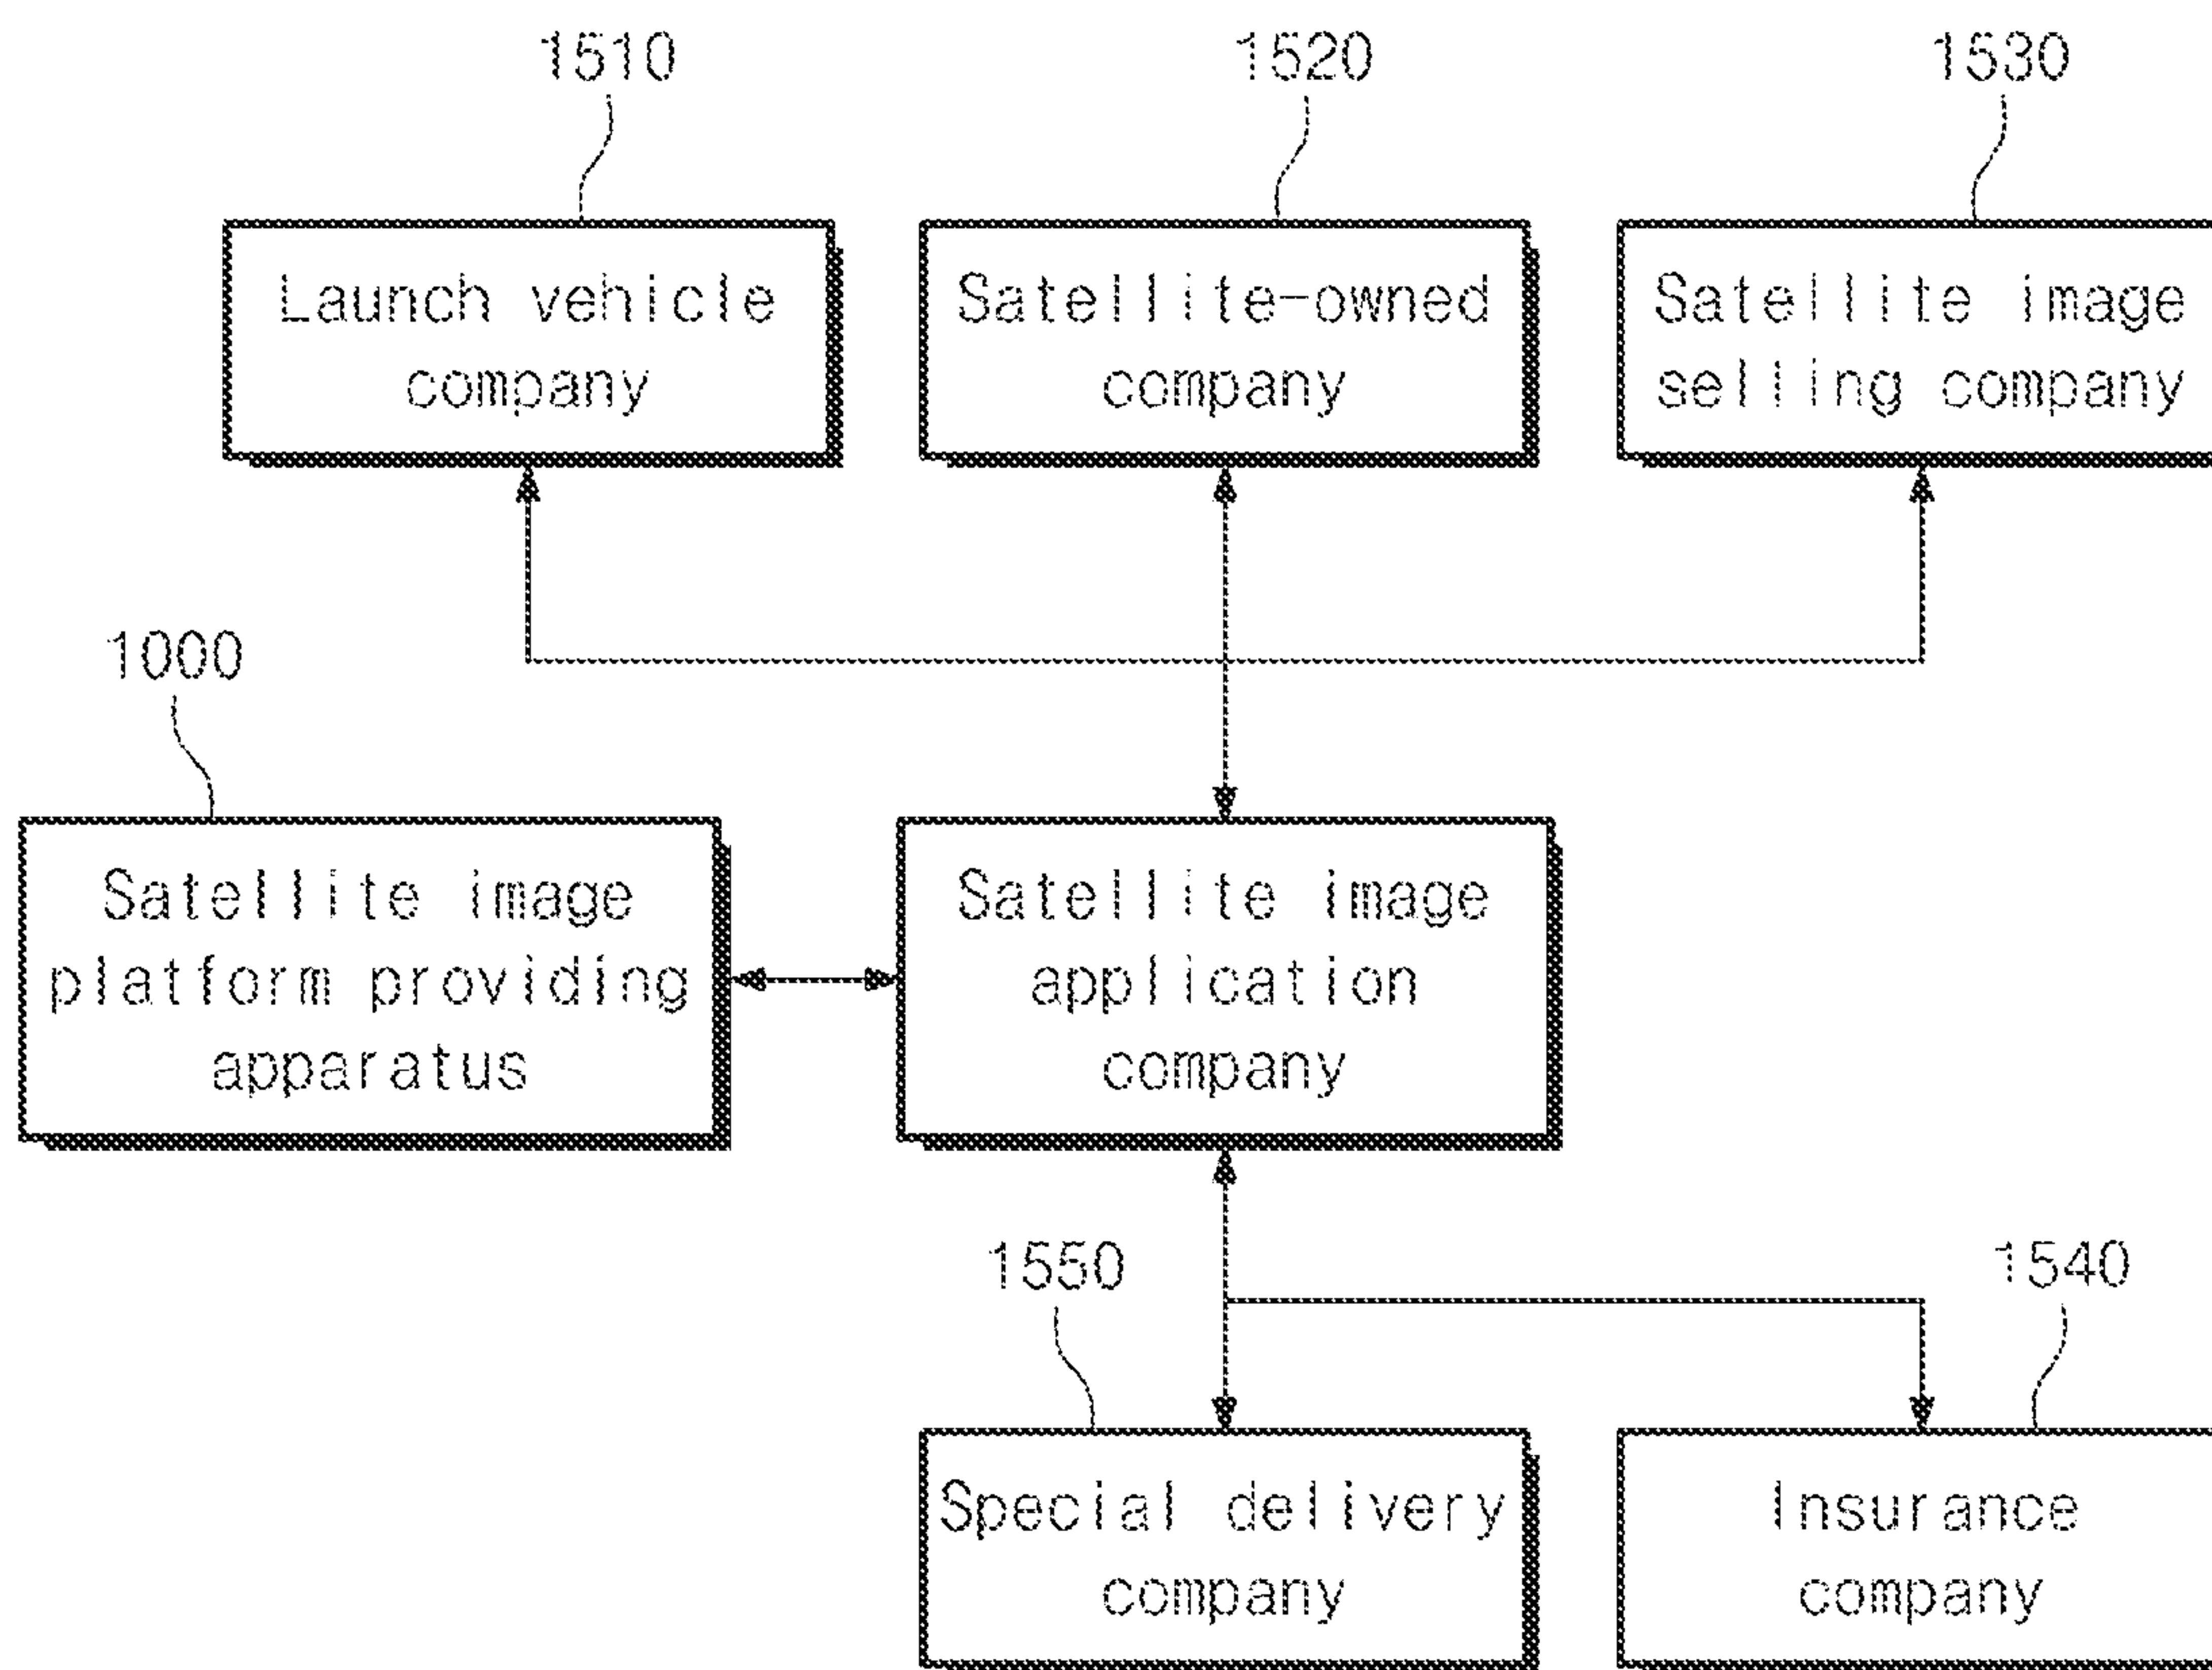 1510
1520
1530
Launch vehicle
company
Satellite-owned
company
Satellite image
selling company
1000
Satellite image
platform providing
apparatus
Satellite image
application
company
1550
1540
Special delivery
company
Insurance
company